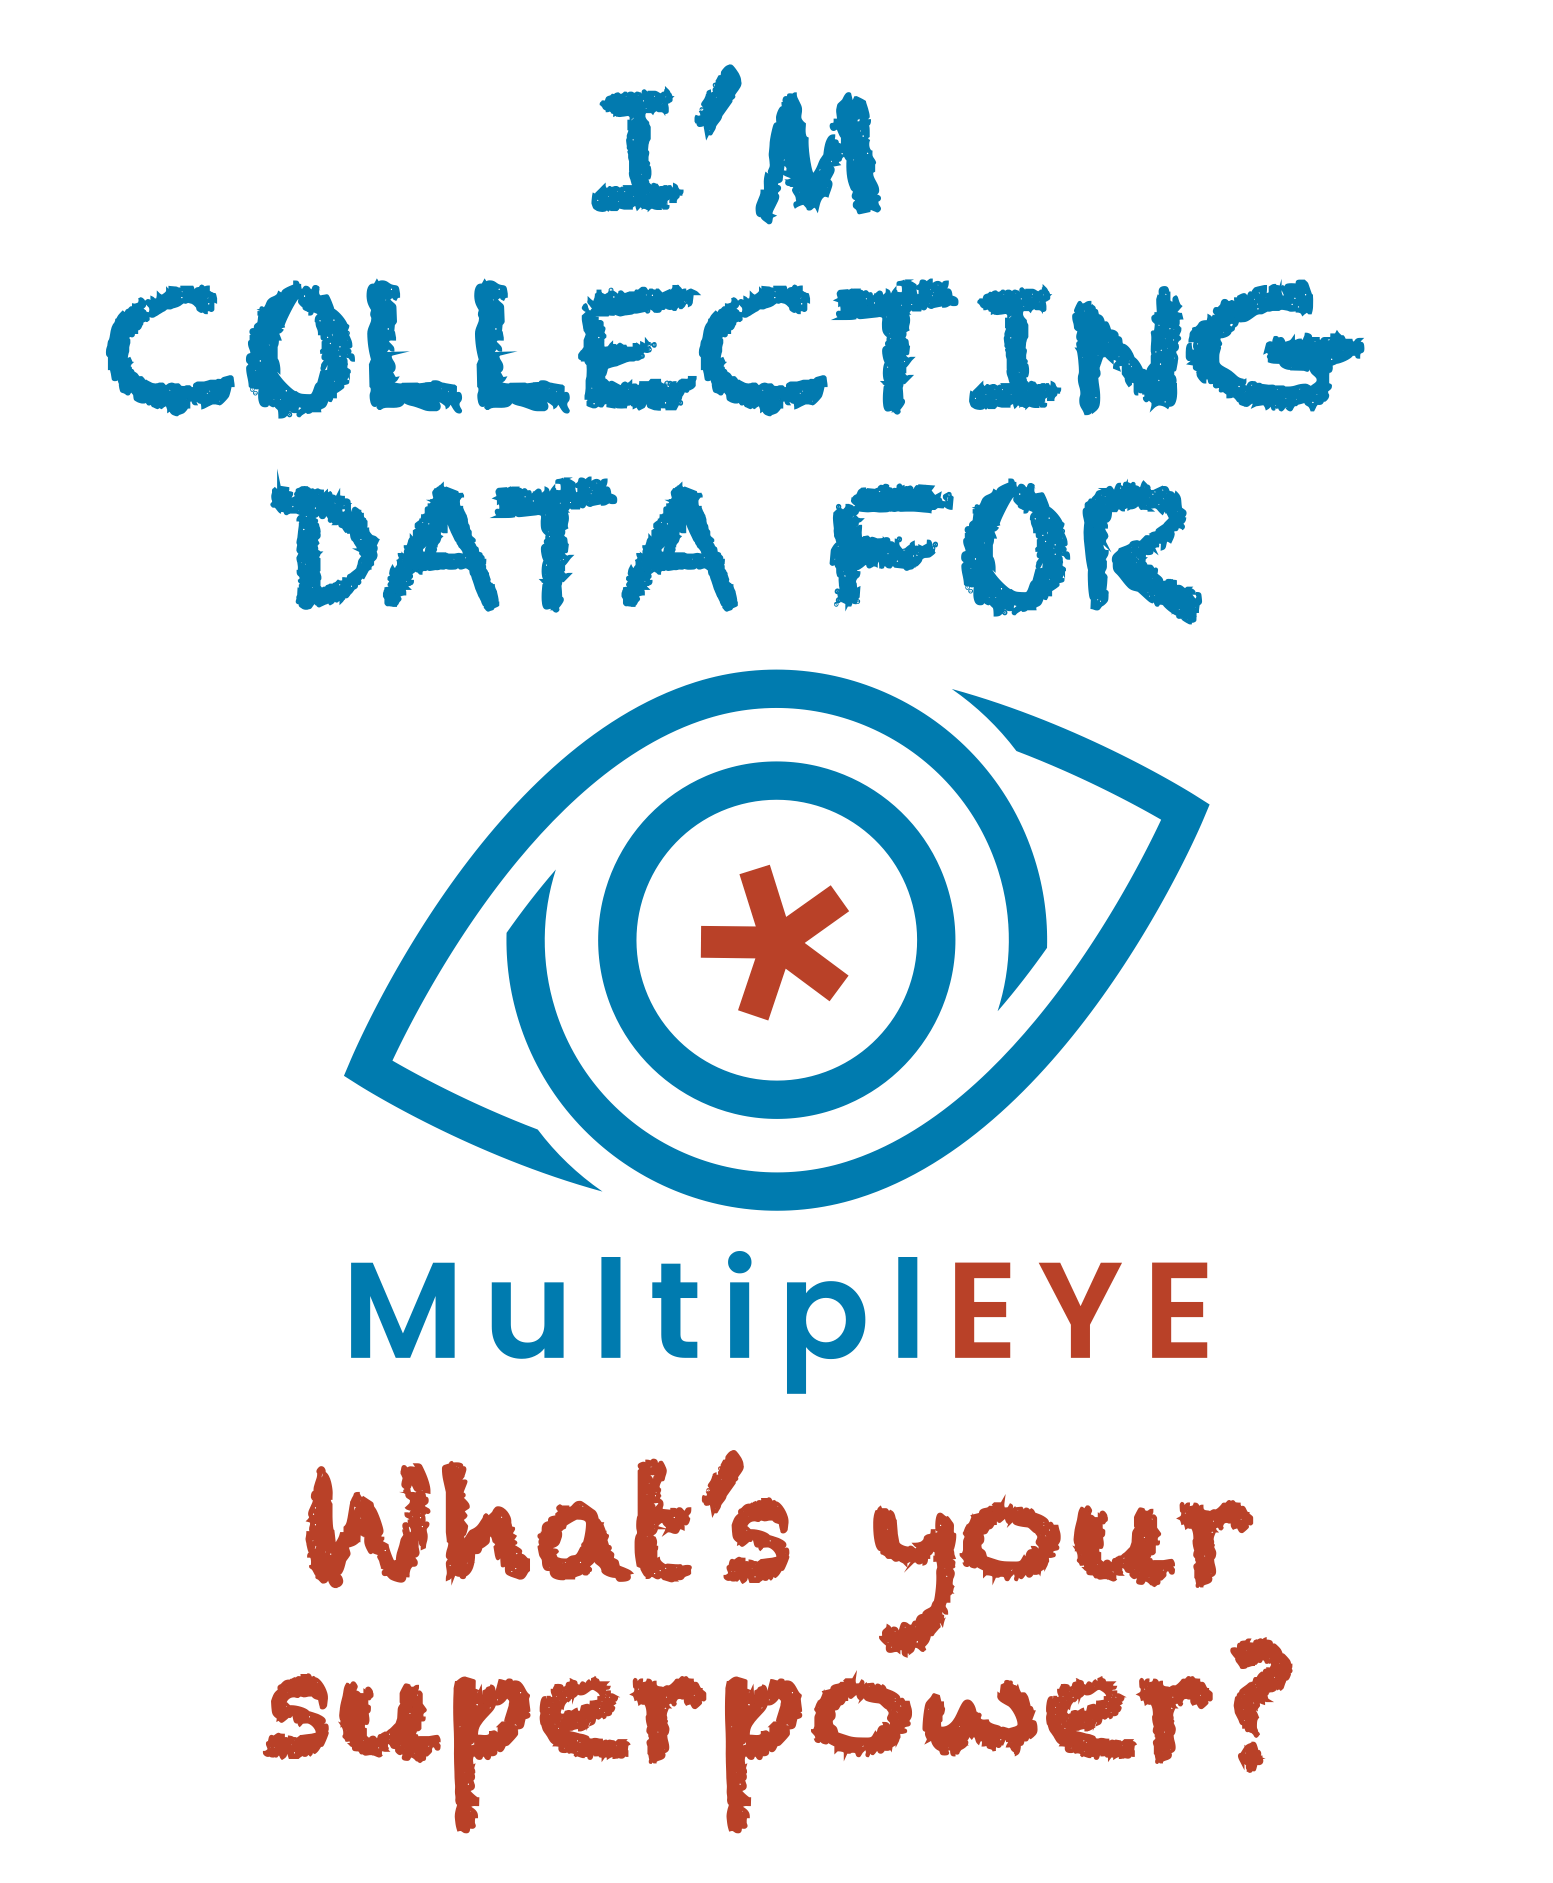 I'M
COLLECTING
DATA FOR
MultiplEYE
What's your
superpower?